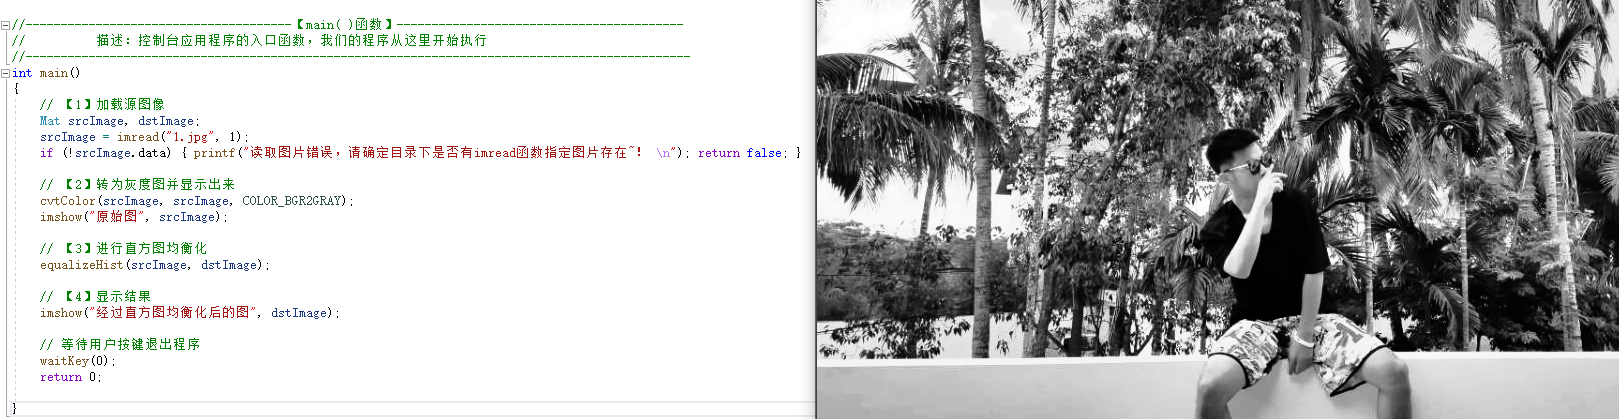 //--------------------------------------【main( )函数】-----------------------------------------
//          描述：控制台应用程序的入口函数，我们的程序从这里开始执行
//-----------------------------------------------------------------------------------------------
int main()
{
    // 【1】加载源图像
    Mat srcImage, dstImage;
    srcImage = imread("1.jpg", 1);
    if (!srcImage.data) { printf("读取图片错误，请确定目录下是否有imread函数指定图片存在~！ \n"); return false; }
    // 【2】转为灰度图并显示出来
    cvtColor(srcImage, srcImage, COLOR_BGR2GRAY);
    imshow("原始图", srcImage);
    // 【3】进行直方图均衡化
    equalizeHist(srcImage, dstImage);
    // 【4】显示结果
    imshow("经过直方图均衡化后的图", dstImage);
    // 等待用户按键退出程序
    waitKey(0);
    return 0;
}